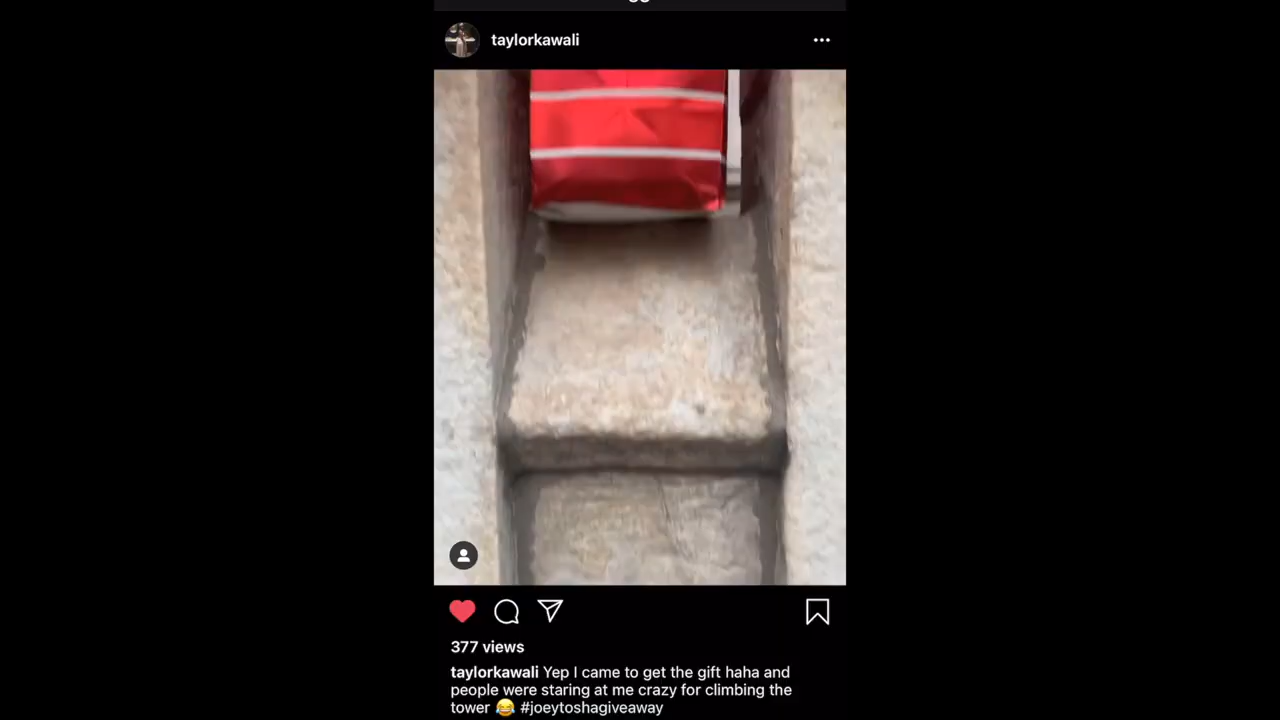 taylorkawali
377 views
taylorkawali Yep I came to get the gift haha and
people were staring at me crazy for climbing the
tower 😂 #joeytoshagiveaway